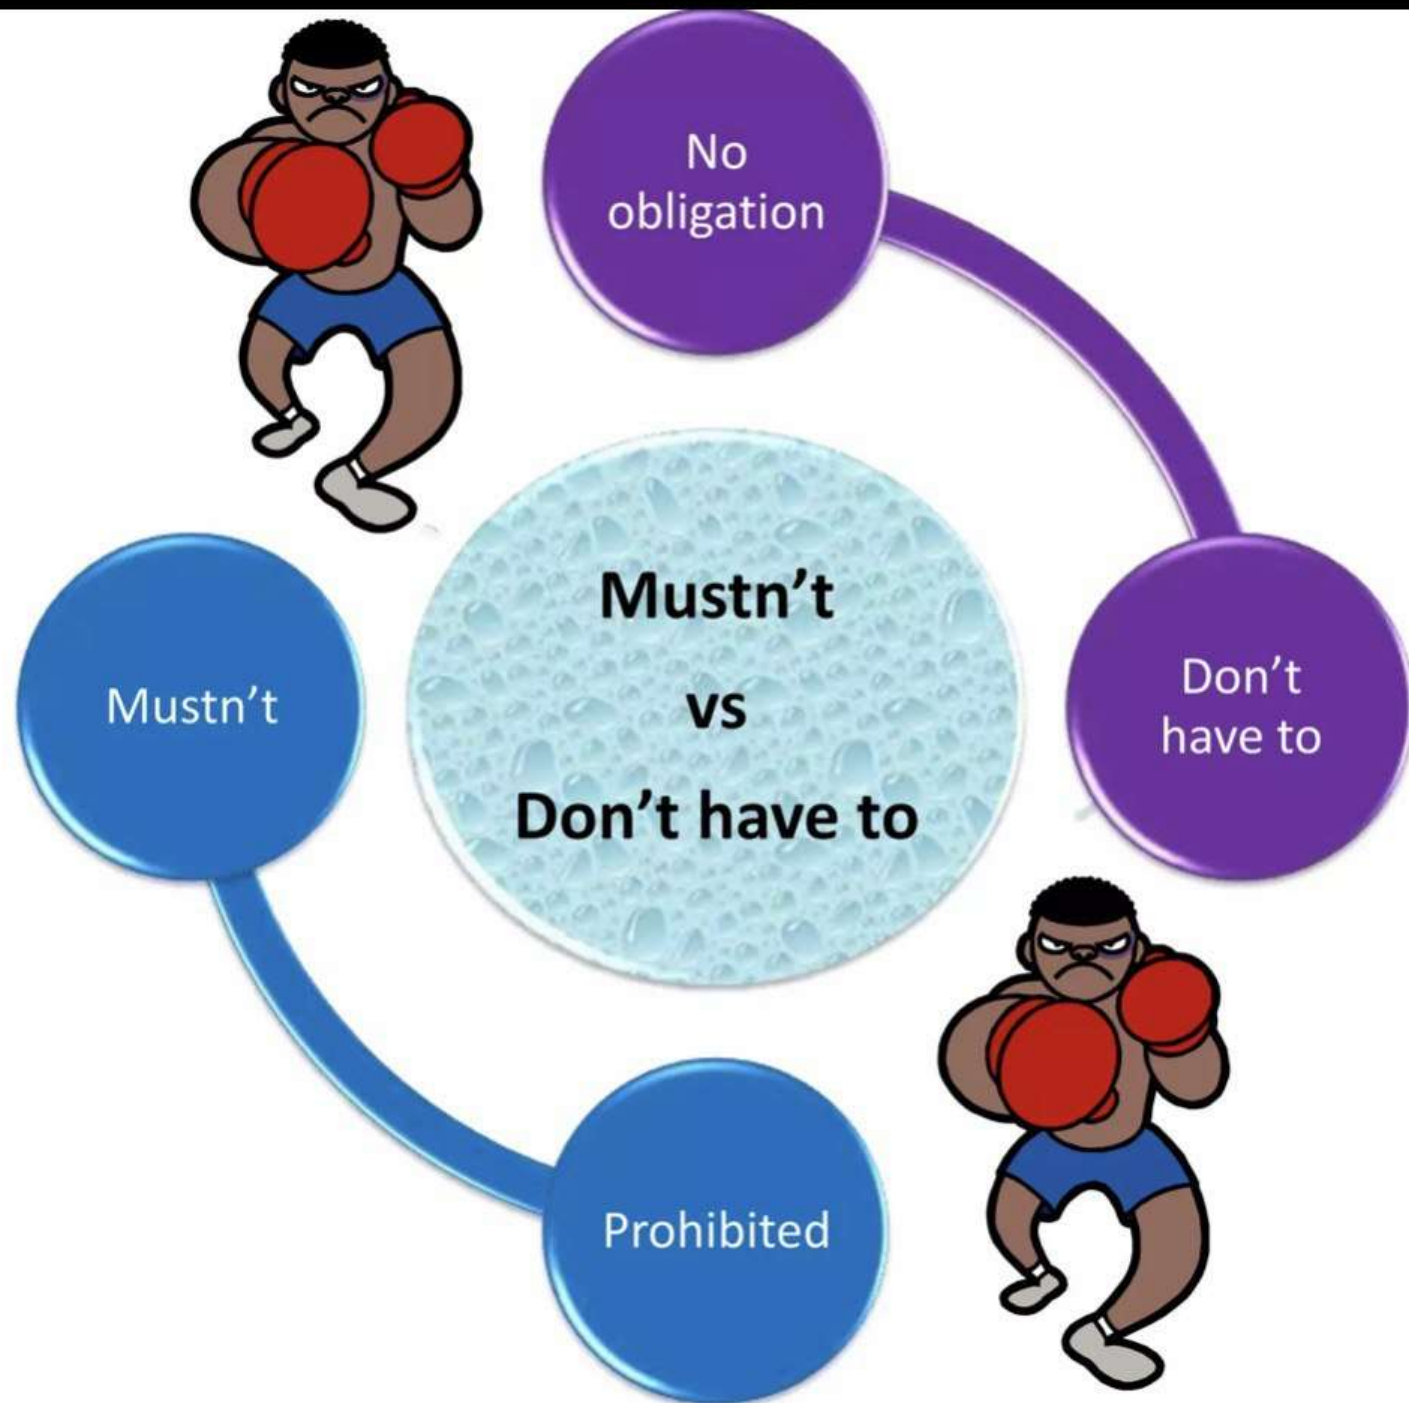 No
obligation
Mustn’t
vs
Don’t have to
Mustn’t
Don’t
have to
Prohibited